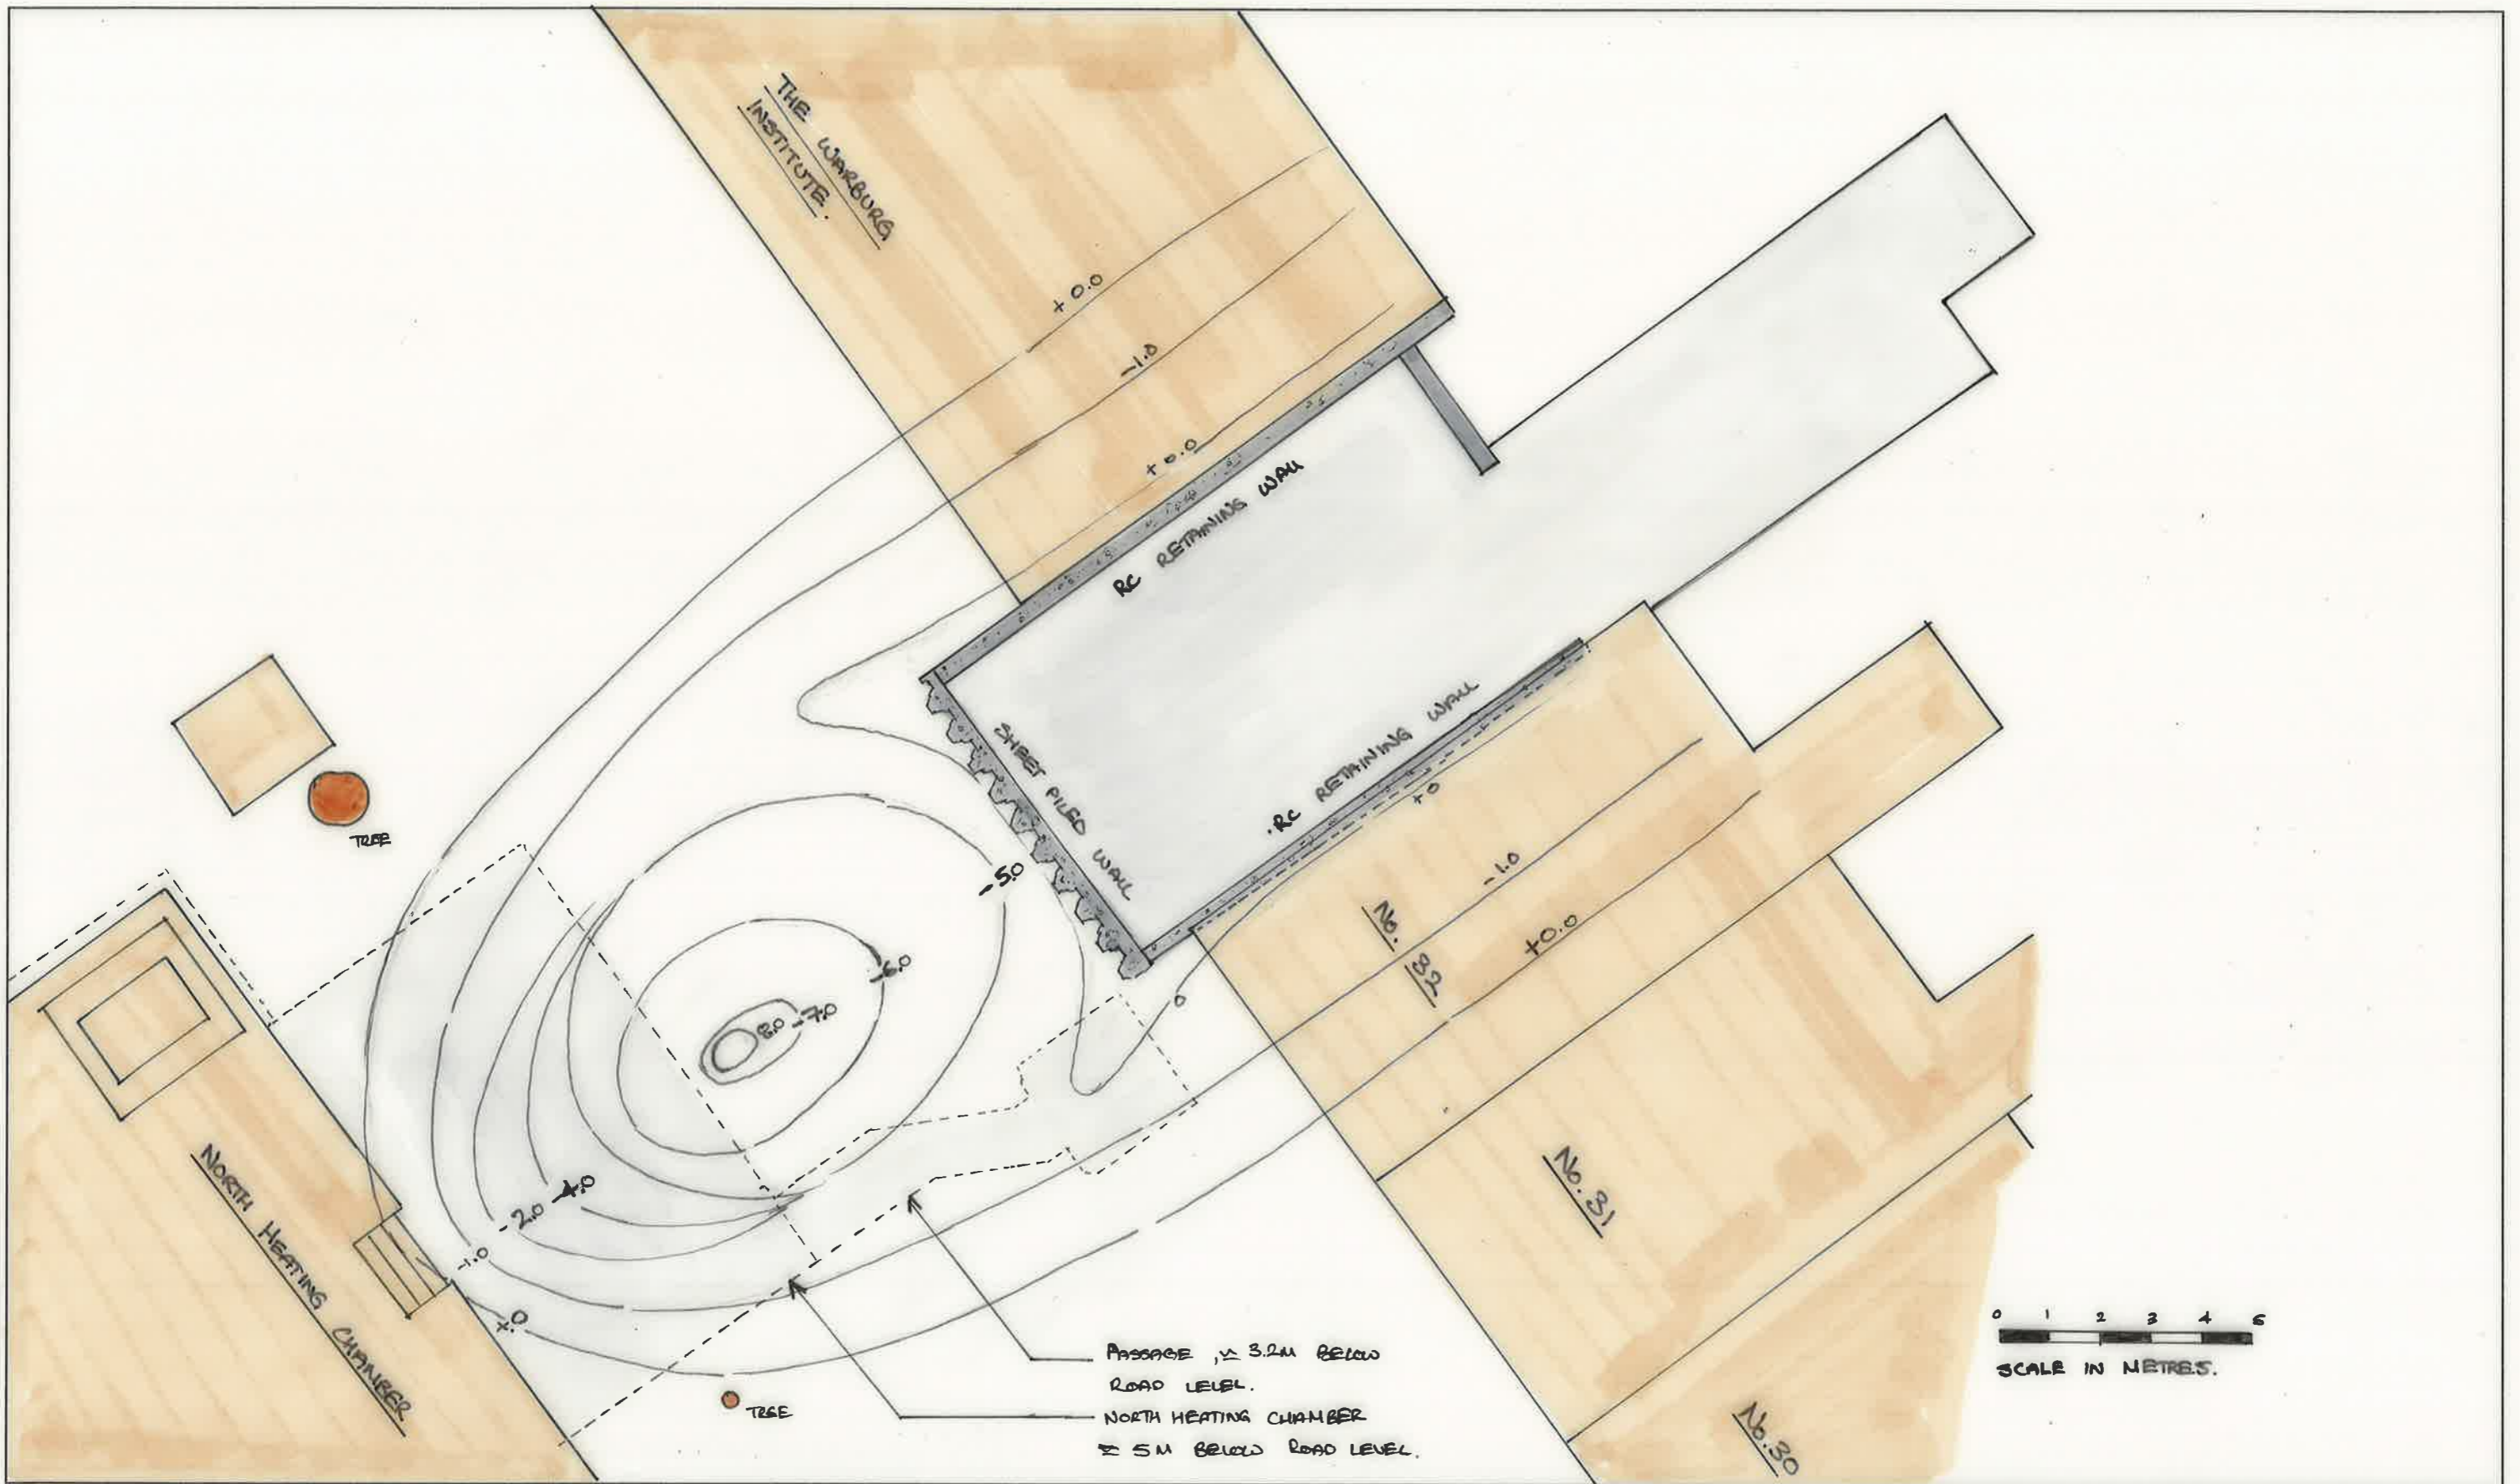 THE WARBURG
INSTITUTE.
+ 0.0
-1.0
+ 0.0
RC RETAINING WALL
SHEET PILED WALL
RC RETAINING WALL
+ 0
-1.0
+0.0
No. 32
No. 31
No. 30
TREE
-5.0
-6.0
-7.0
8.0
0
-4.0
-2.0
-1.0
+.0
NORTH HEATING CHAMBER
TREE
PASSAGE , ≃ 3.2M BELOW
ROAD LEVEL.
NORTH HEATING CHAMBER
≃ 5M BELOW ROAD LEVEL.
0 1 2 3 4 5
SCALE IN METRES.